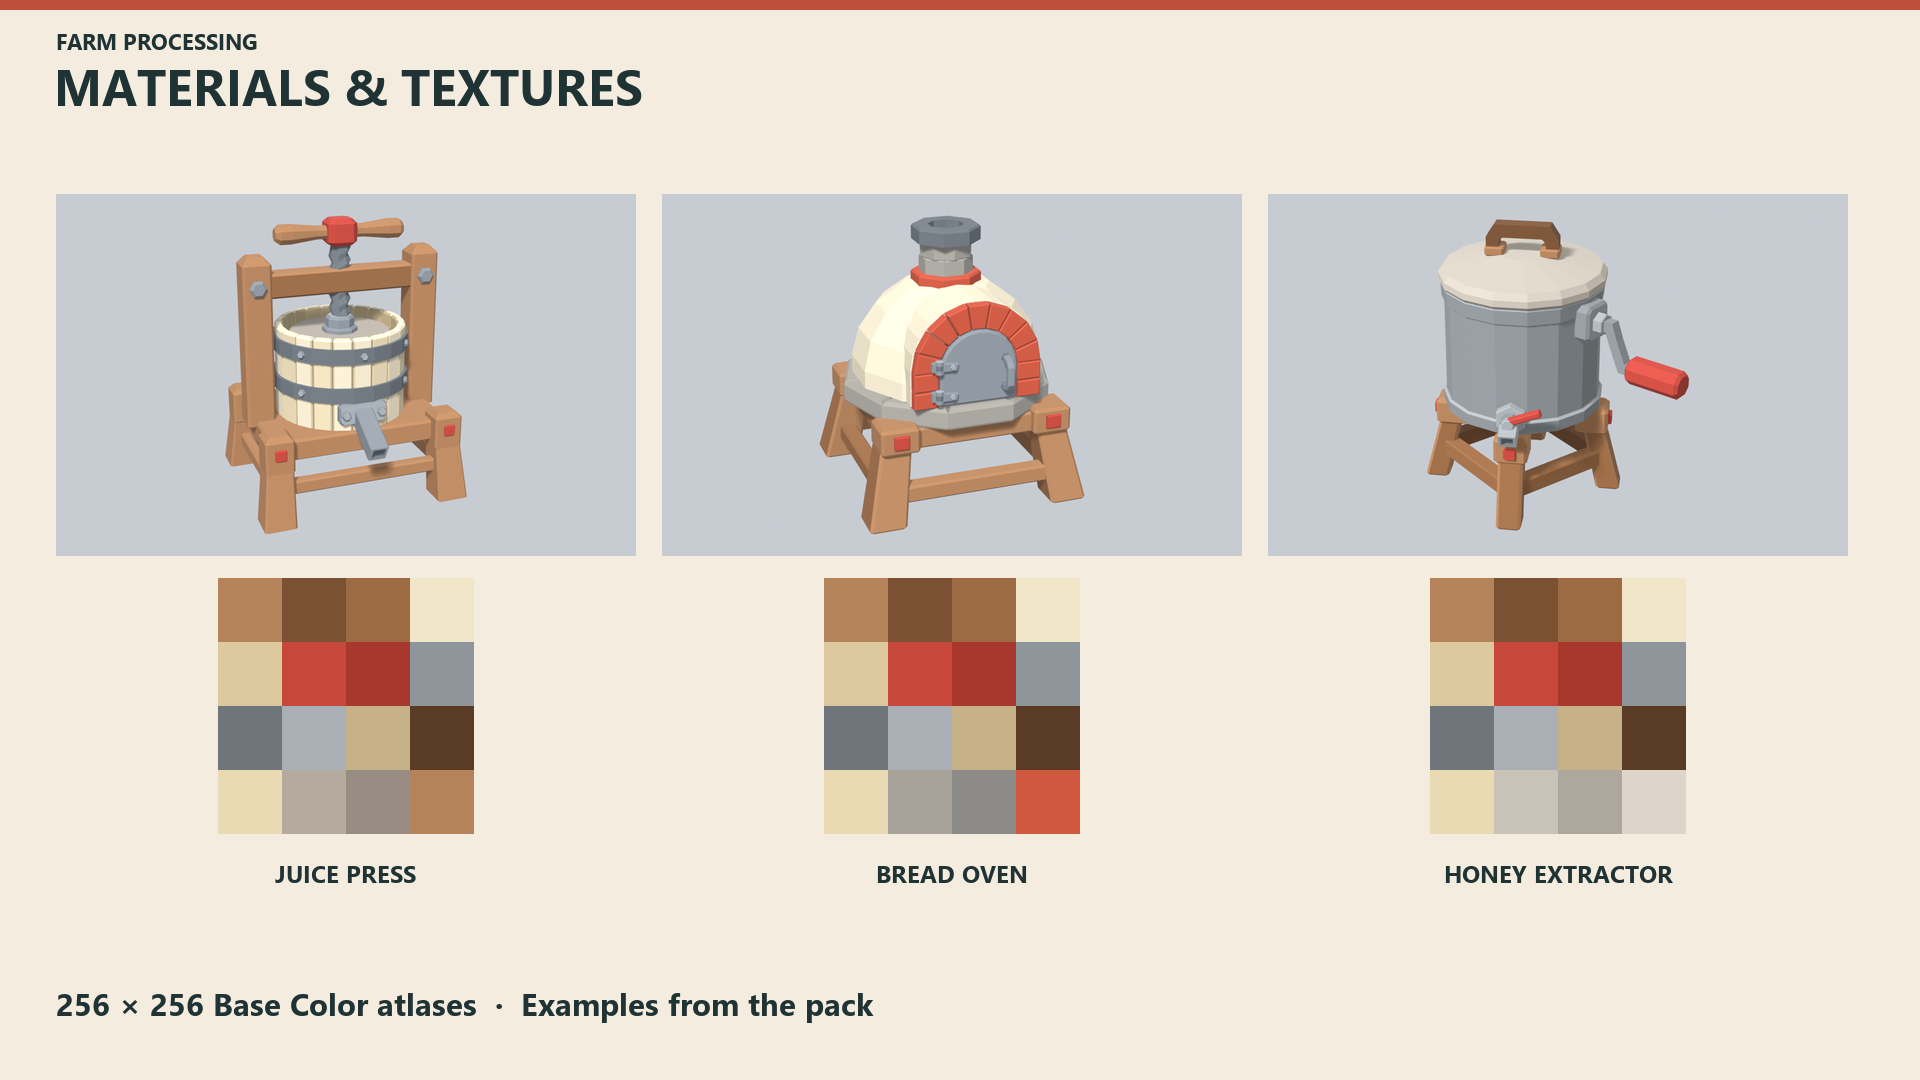 FARM PROCESSING
MATERIALS & TEXTURES
JUICE PRESS
BREAD OVEN
HONEY EXTRACTOR
256 × 256 Base Color atlases · Examples from the pack